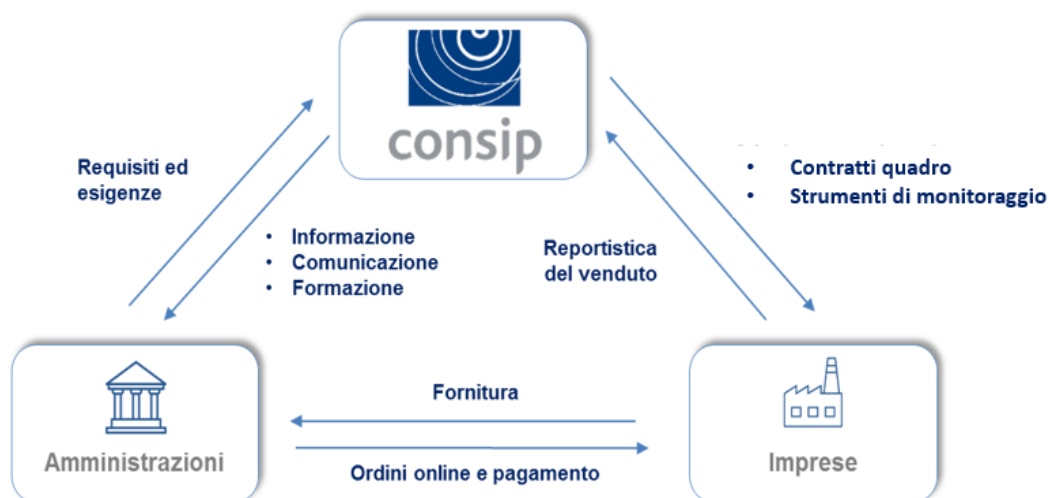 consip
Requisiti ed
esigenze
• Contratti quadro
• Strumenti di monitoraggio
• Informazione
• Comunicazione
• Formazione
Reportistica
del venduto
Fornitura
Amministrazioni
Imprese
Ordini online e pagamento